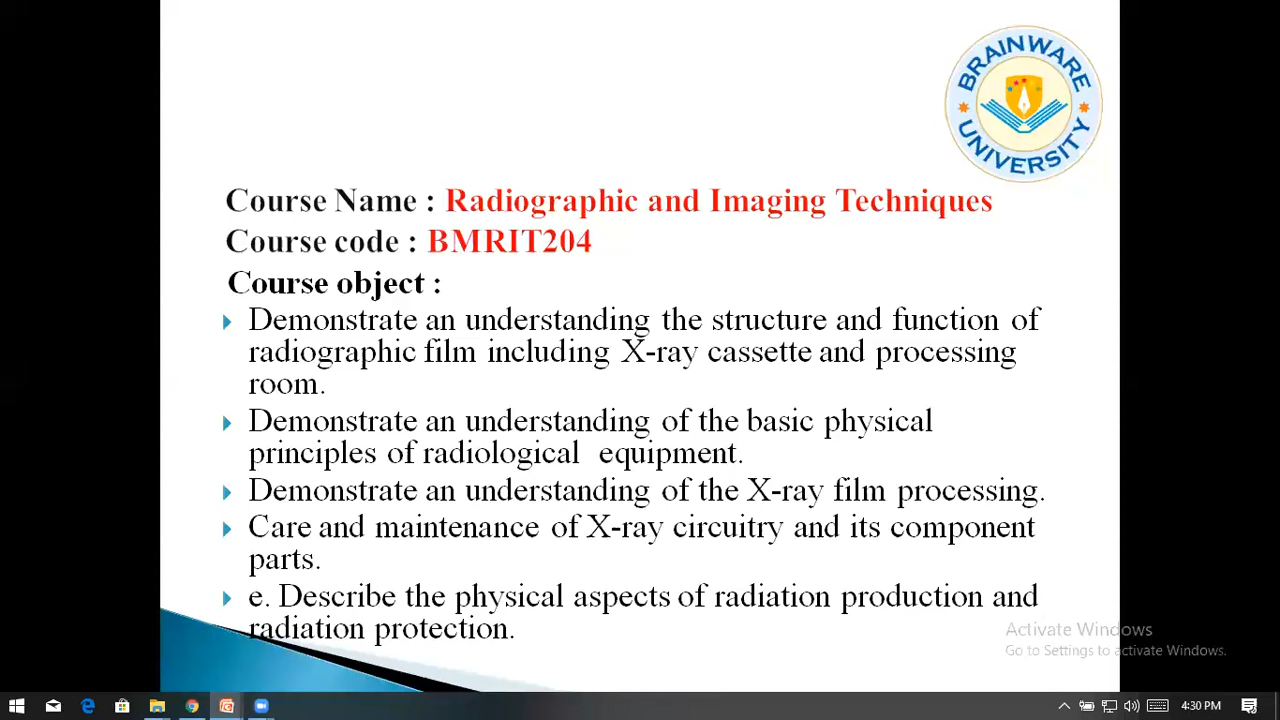 BRAINWARE
UNIVERSITY
Course Name : Radiographic and Imaging Techniques
Course code : BMRIT204
Course object :
Demonstrate an understanding the structure and function of
radiographic film including X-ray cassette and processing
room.
Demonstrate an understanding of the basic physical
principles of radiological equipment.
Demonstrate an understanding of the X-ray film processing.
Care and maintenance of X-ray circuitry and its component
parts.
e. Describe the physical aspects of radiation production and
radiation protection.
Activate Windows
Go to Settings to activate Windows.
4:30 PM